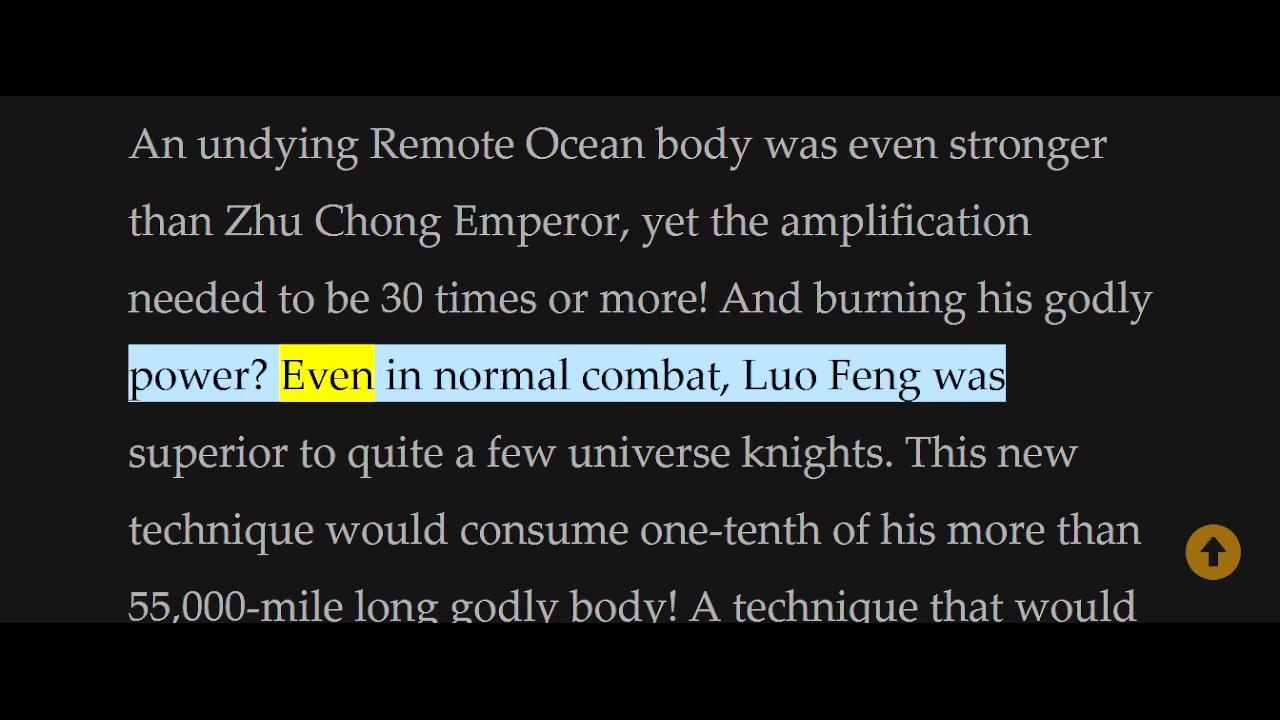 An undying Remote Ocean body was even stronger
than Zhu Chong Emperor, yet the amplification
needed to be 30 times or more! And burning his godly
power? Even in normal combat, Luo Feng was
superior to quite a few universe knights. This new
technique would consume one-tenth of his more than
55,000-mile long godly body! A technique that would